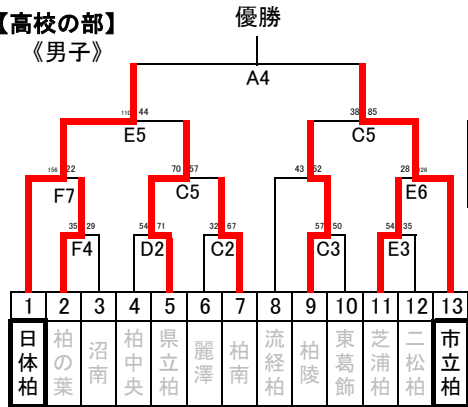 【高校の部】
《男子》
優勝
A4
110 44
E5
38 85
C5
156 22
F7
70 57
C5
43 52
28 126
E6
35 29
F4
54 71
D2
32 67
C2
57 50
C3
54 35
E3
1 2 3 4 5 6 7 8 9 10 11 12 13
日体柏
柏の葉
沼南
柏中央
県立柏
麗澤
柏南
流経柏
柏陵
東葛飾
芝浦柏
二松柏
市立柏